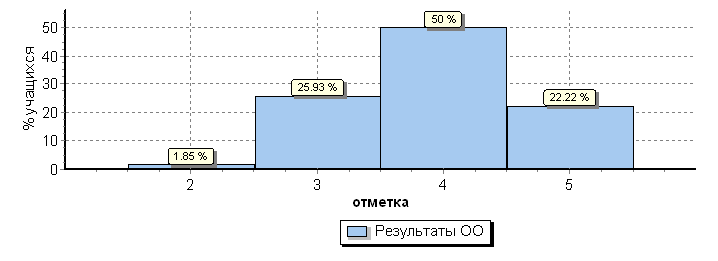 % учащихся
50
40
30
20
10
0
1.85 %
25.93 %
50 %
22.22 %
2 3 4 5
отметка
Результаты ОО